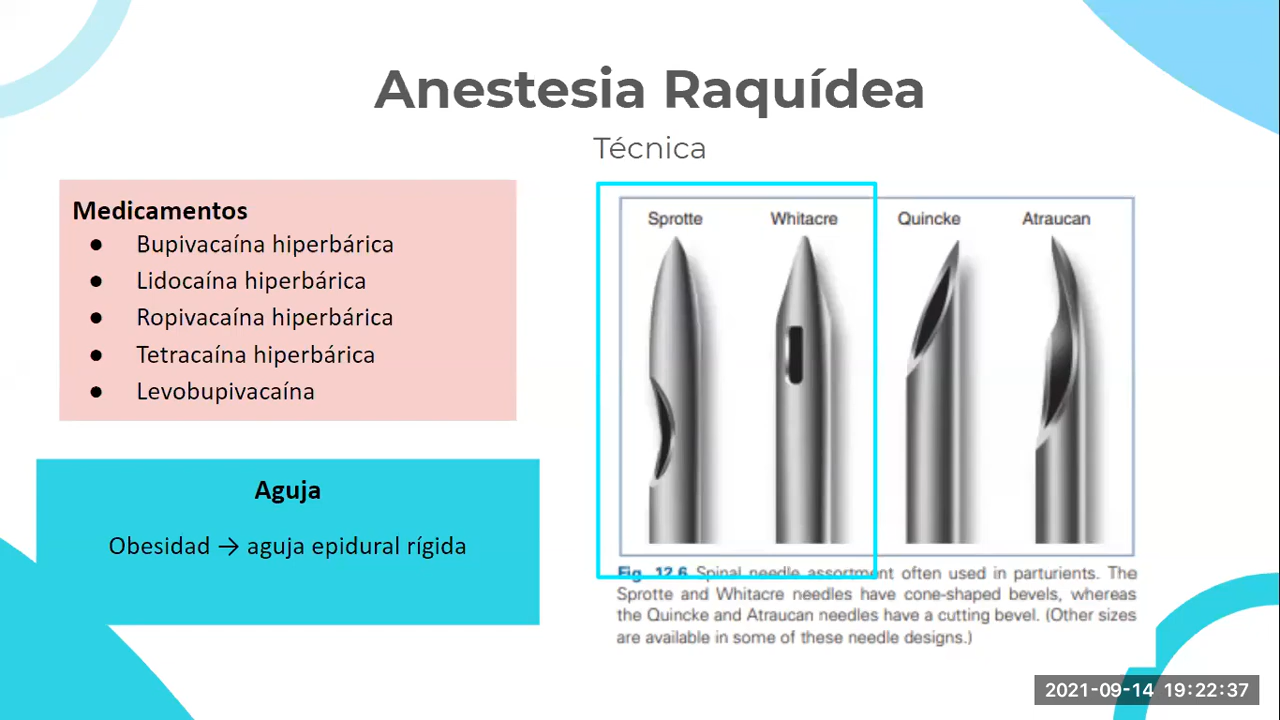 Anestesia Raquídea
Técnica
Medicamentos
● Bupivacaína hiperbárica
● Lidocaína hiperbárica
● Ropivacaína hiperbárica
● Tetracaína hiperbárica
● Levobupivacaína
Aguja
Obesidad → aguja epidural rígida
Sprotte Whitacre Quincke Atraucan
Fig. 12.6 Spinal needle assortment often used in parturients. The
Sprotte and Whitacre needles have cone-shaped bevels, whereas
the Quincke and Atraucan needles have a cutting bevel. (Other sizes
are available in some of these needle designs.)
2021-09-14 19:22:37